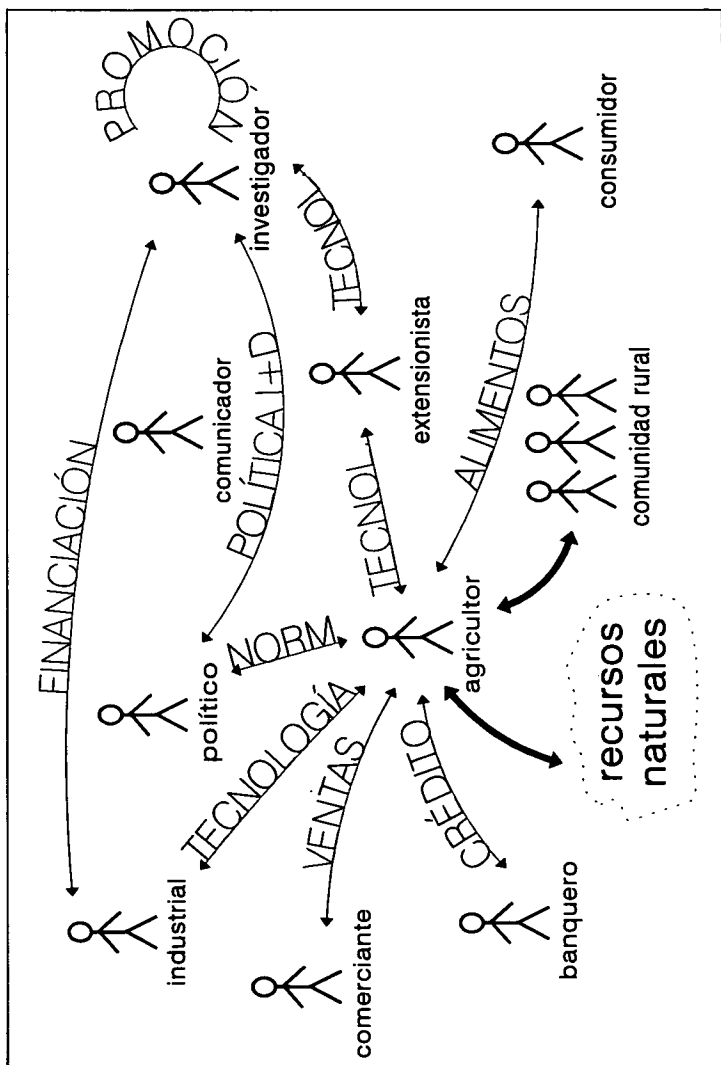 PROMOCIÓN
FINANCIACIÓN
investigador
TECNOL
comunicador
POLÍTICA I+D
consumidor
extensionista
ALIMENTOS
TECNOL
político
NORM
comunidad rural
agricultor
TECNOLOGÍA
industrial
VENTAS
CRÉDITO
recursos
naturales
comerciante
banquero